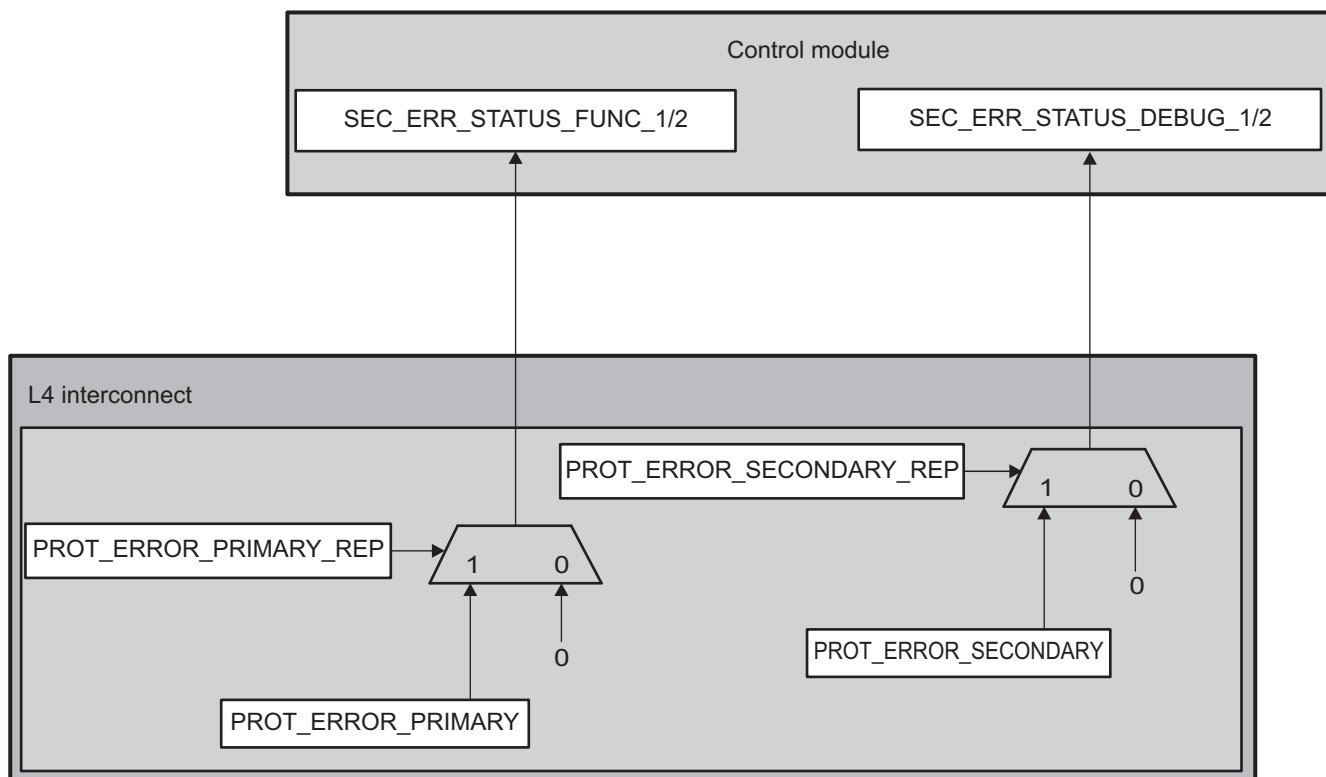 Control module
SEC_ERR_STATUS_FUNC_1/2
SEC_ERR_STATUS_DEBUG_1/2
L4 interconnect
PROT_ERROR_SECONDARY_REP
1 0
PROT_ERROR_PRIMARY_REP
1 0
0
PROT_ERROR_SECONDARY
0
PROT_ERROR_PRIMARY